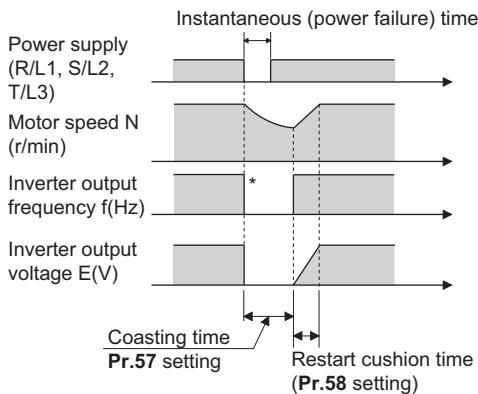 Instantaneous (power failure) time
Power supply
(R/L1, S/L2,
T/L3)
Motor speed N
(r/min)
Inverter output
frequency f(Hz)
*
Inverter output
voltage E(V)
Coasting time
Pr.57 setting
Restart cushion time
(Pr.58 setting)